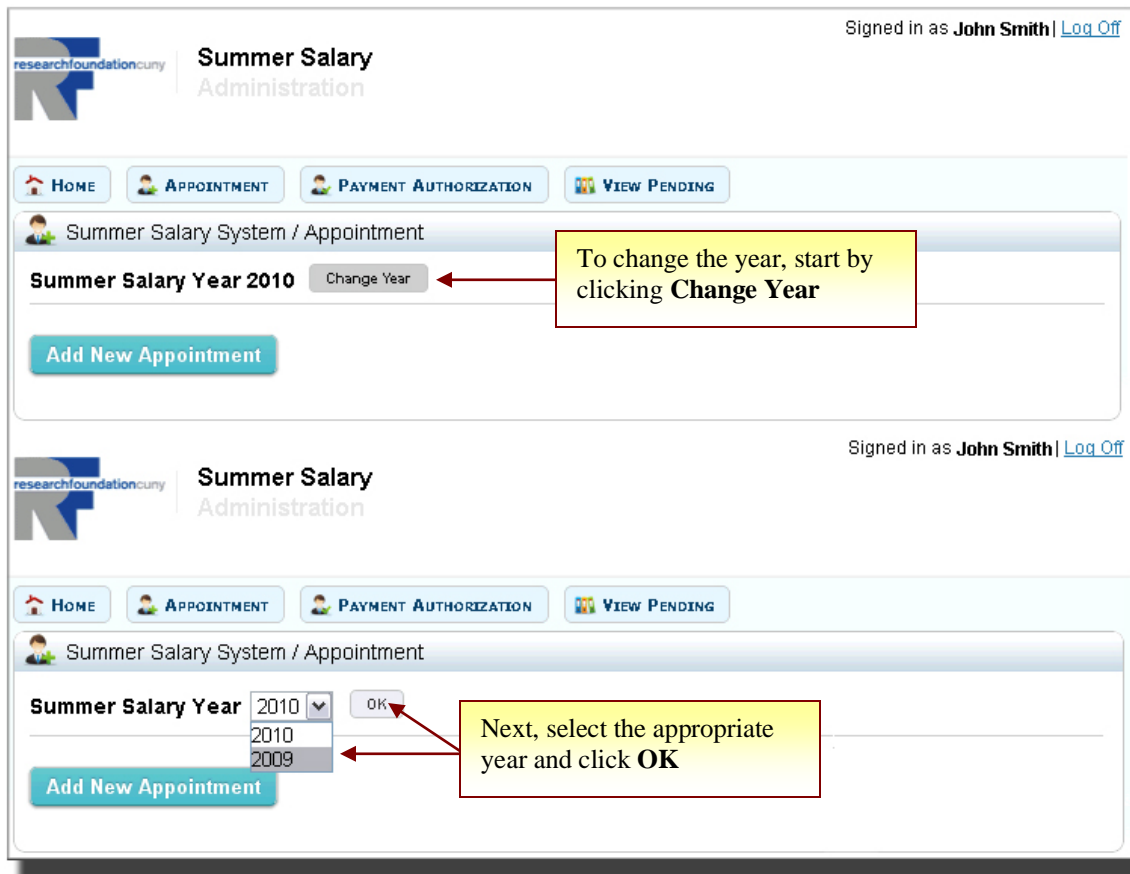 Signed in as John Smith | Log Off
researchfoundationcuny
Summer Salary
Administration
HOME
APPOINTMENT
PAYMENT AUTHORIZATION
VIEW PENDING
Summer Salary System / Appointment
To change the year, start by
clicking Change Year
Summer Salary Year 2010 Change Year
Add New Appointment
Signed in as John Smith | Log Off
researchfoundationcuny
Summer Salary
Administration
HOME
APPOINTMENT
PAYMENT AUTHORIZATION
VIEW PENDING
Summer Salary System / Appointment
Summer Salary Year 2010 OK
2010
2009
Next, select the appropriate
year and click OK
Add New Appointment